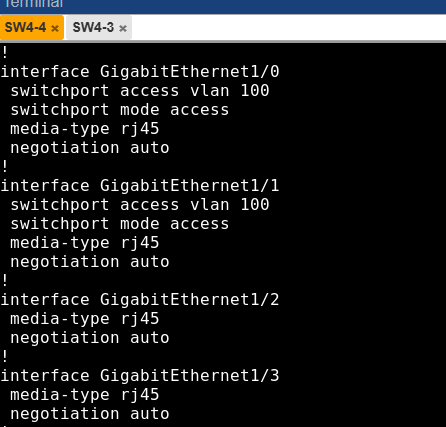 Terminal
SW4-4 × SW4-3 ×
!
interface GigabitEthernet1/0
 switchport access vlan 100
 switchport mode access
 media-type rj45
 negotiation auto
!
interface GigabitEthernet1/1
 switchport access vlan 100
 switchport mode access
 media-type rj45
 negotiation auto
!
interface GigabitEthernet1/2
 media-type rj45
 negotiation auto
!
interface GigabitEthernet1/3
 media-type rj45
 negotiation auto
!